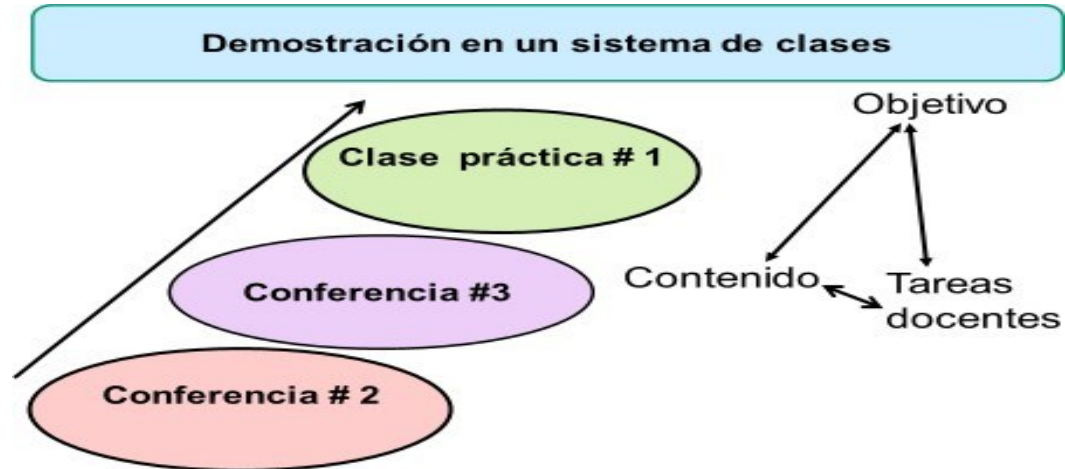 Demostración en un sistema de clases
Objetivo
Clase práctica # 1
Contenido
Tareas
docentes
Conferencia #3
Conferencia # 2